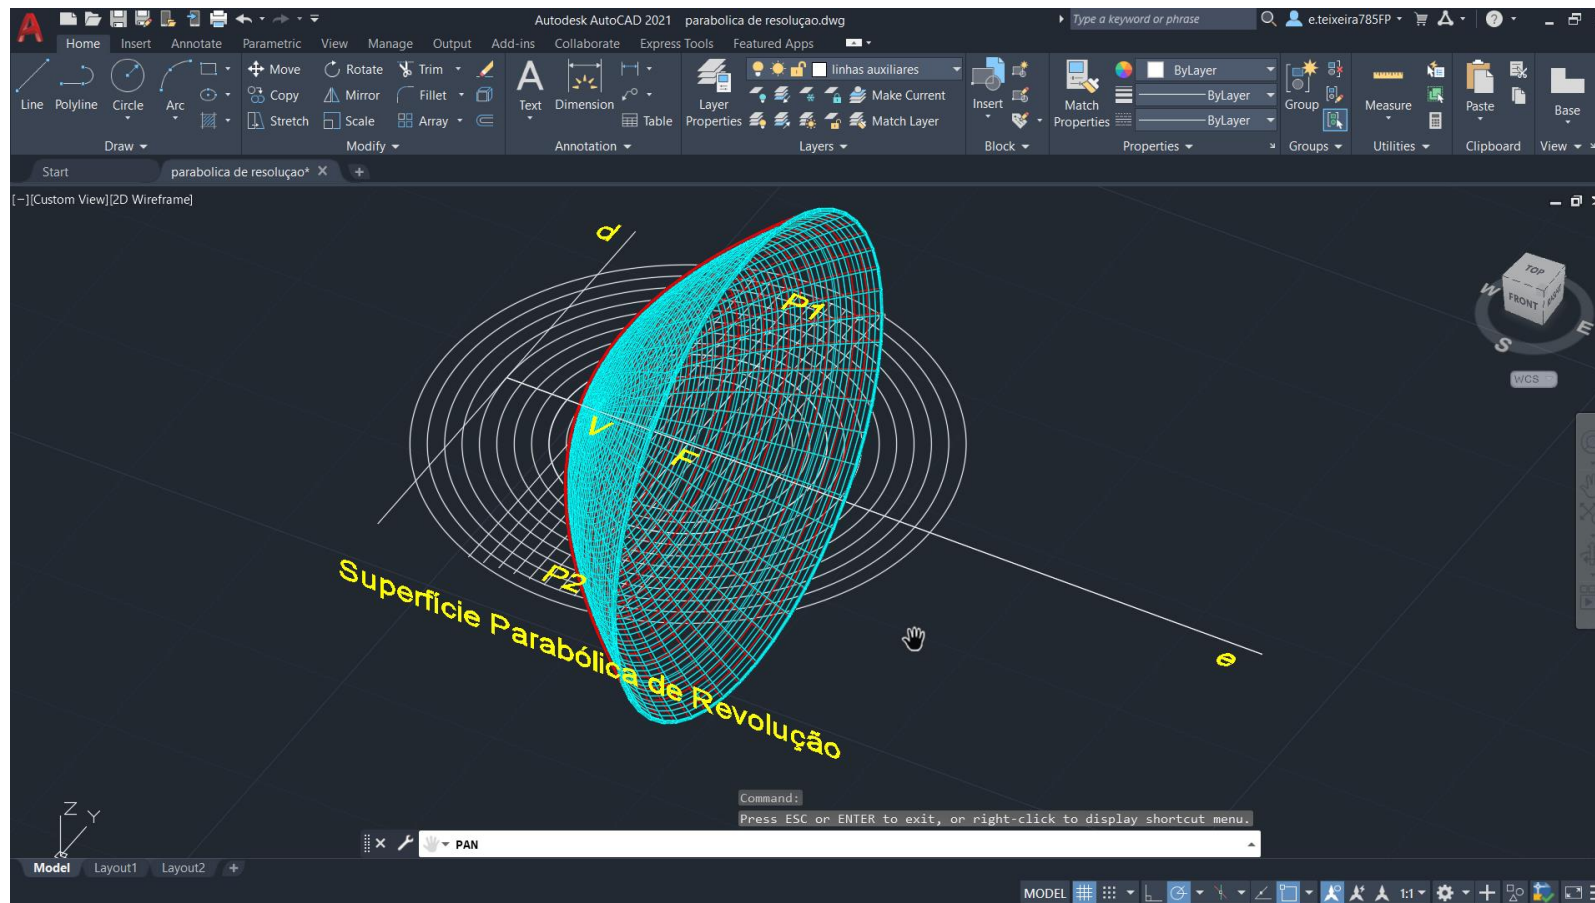 Autodesk AutoCAD 2021 parabolica de resoluçao.dwg
Type a keyword or phrase
e.teixeira785FP
Home Insert Annotate Parametric View Manage Output Add-ins Collaborate Express Tools Featured Apps
Line Polyline Circle Arc
Move Rotate Trim
Copy Mirror Fillet
Stretch Scale Array
Text Dimension Table
Layer Properties
linhas auxiliares
Make Current
Match Layer
Insert
Match Properties
ByLayer
ByLayer
ByLayer
Group
Measure
Paste
Base
Draw Modify Annotation Layers Block Properties Groups Utilities Clipboard View
Start parabolica de resoluçao*
[−][Custom View][2D Wireframe]
d
TOP
FRONT
W
S
E
WCS
P1
V
F
P2
Superfície Parabólica de Revolução
e
Z
Y
Command:
Press ESC or ENTER to exit, or right-click to display shortcut menu.
PAN
Model Layout1 Layout2
MODEL 1:1